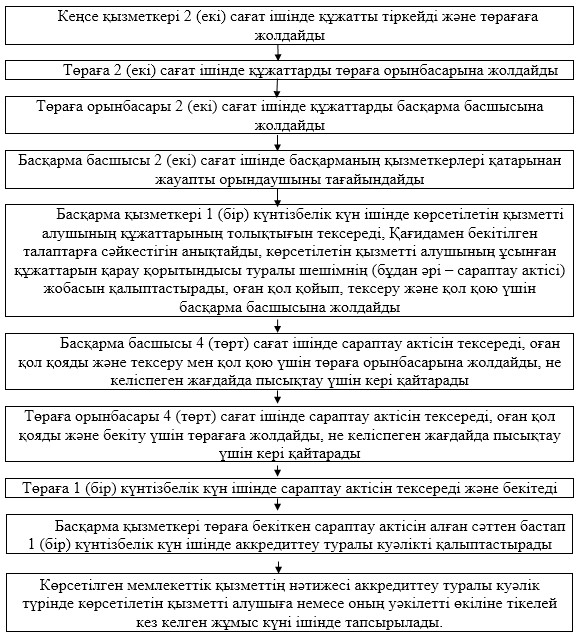 Кеңсе қызметкері 2 (екі) сағат ішінде құжатты тіркейді және төрағаға
жолдайды
Төраға 2 (екі) сағат ішінде құжаттарды төраға орынбасарына жолдайды
Төраға орынбасары 2 (екі) сағат ішінде құжаттарды басқарма басшысына
жолдайды
Басқарма басшысы 2 (екі) сағат ішінде басқарманың қызметкерлері қатарынан
жауапты орындаушыны тағайындайды
Басқарма қызметкері 1 (бір) күнтізбелік күн ішінде көрсетілетін қызметті
алушының құжаттарының толықтығын тексереді, Қағидамен бекітілген
талаптарға сәйкестігін анықтайды, көрсетілетін қызметті алушының ұсынған
құжаттарын қарау қорытындысы туралы шешімнің (бұдан әрі – сараптау актісі)
жобасын қалыптастырады, оған қол қойып, тексеру және қол қою үшін
басқарма басшысына жолдайды
Басқарма басшысы 4 (төрт) сағат ішінде сараптау актісін тексереді, оған
қол қояды және тексеру мен қол қою үшін төраға орынбасарына жолдайды, не
келіспеген жағдайда пысықтау үшін кері қайтарады
Төраға орынбасары 4 (төрт) сағат ішінде сараптау актісін тексереді, оған қол
қояды және бекіту үшін төрағаға жолдайды, не келіспеген жағдайда пысықтау
үшін кері қайтарады
Төраға 1 (бір) күнтізбелік күн ішінде сараптау актісін тексереді және бекітеді
Басқарма қызметкері төраға бекіткен сараптау актісін алған сәттен бастап
1 (бір) күнтізбелік күн ішінде аккредиттеу туралы куәлікті қалыптастырады
Көрсетілген мемлекеттік қызметтің нәтижесі аккредиттеу туралы куәлік
түрінде көрсетілетін қызметті алушыға немесе оның уәкілетті өкіліне тікелей
кез келген жұмыс күні ішінде тапсырылады.